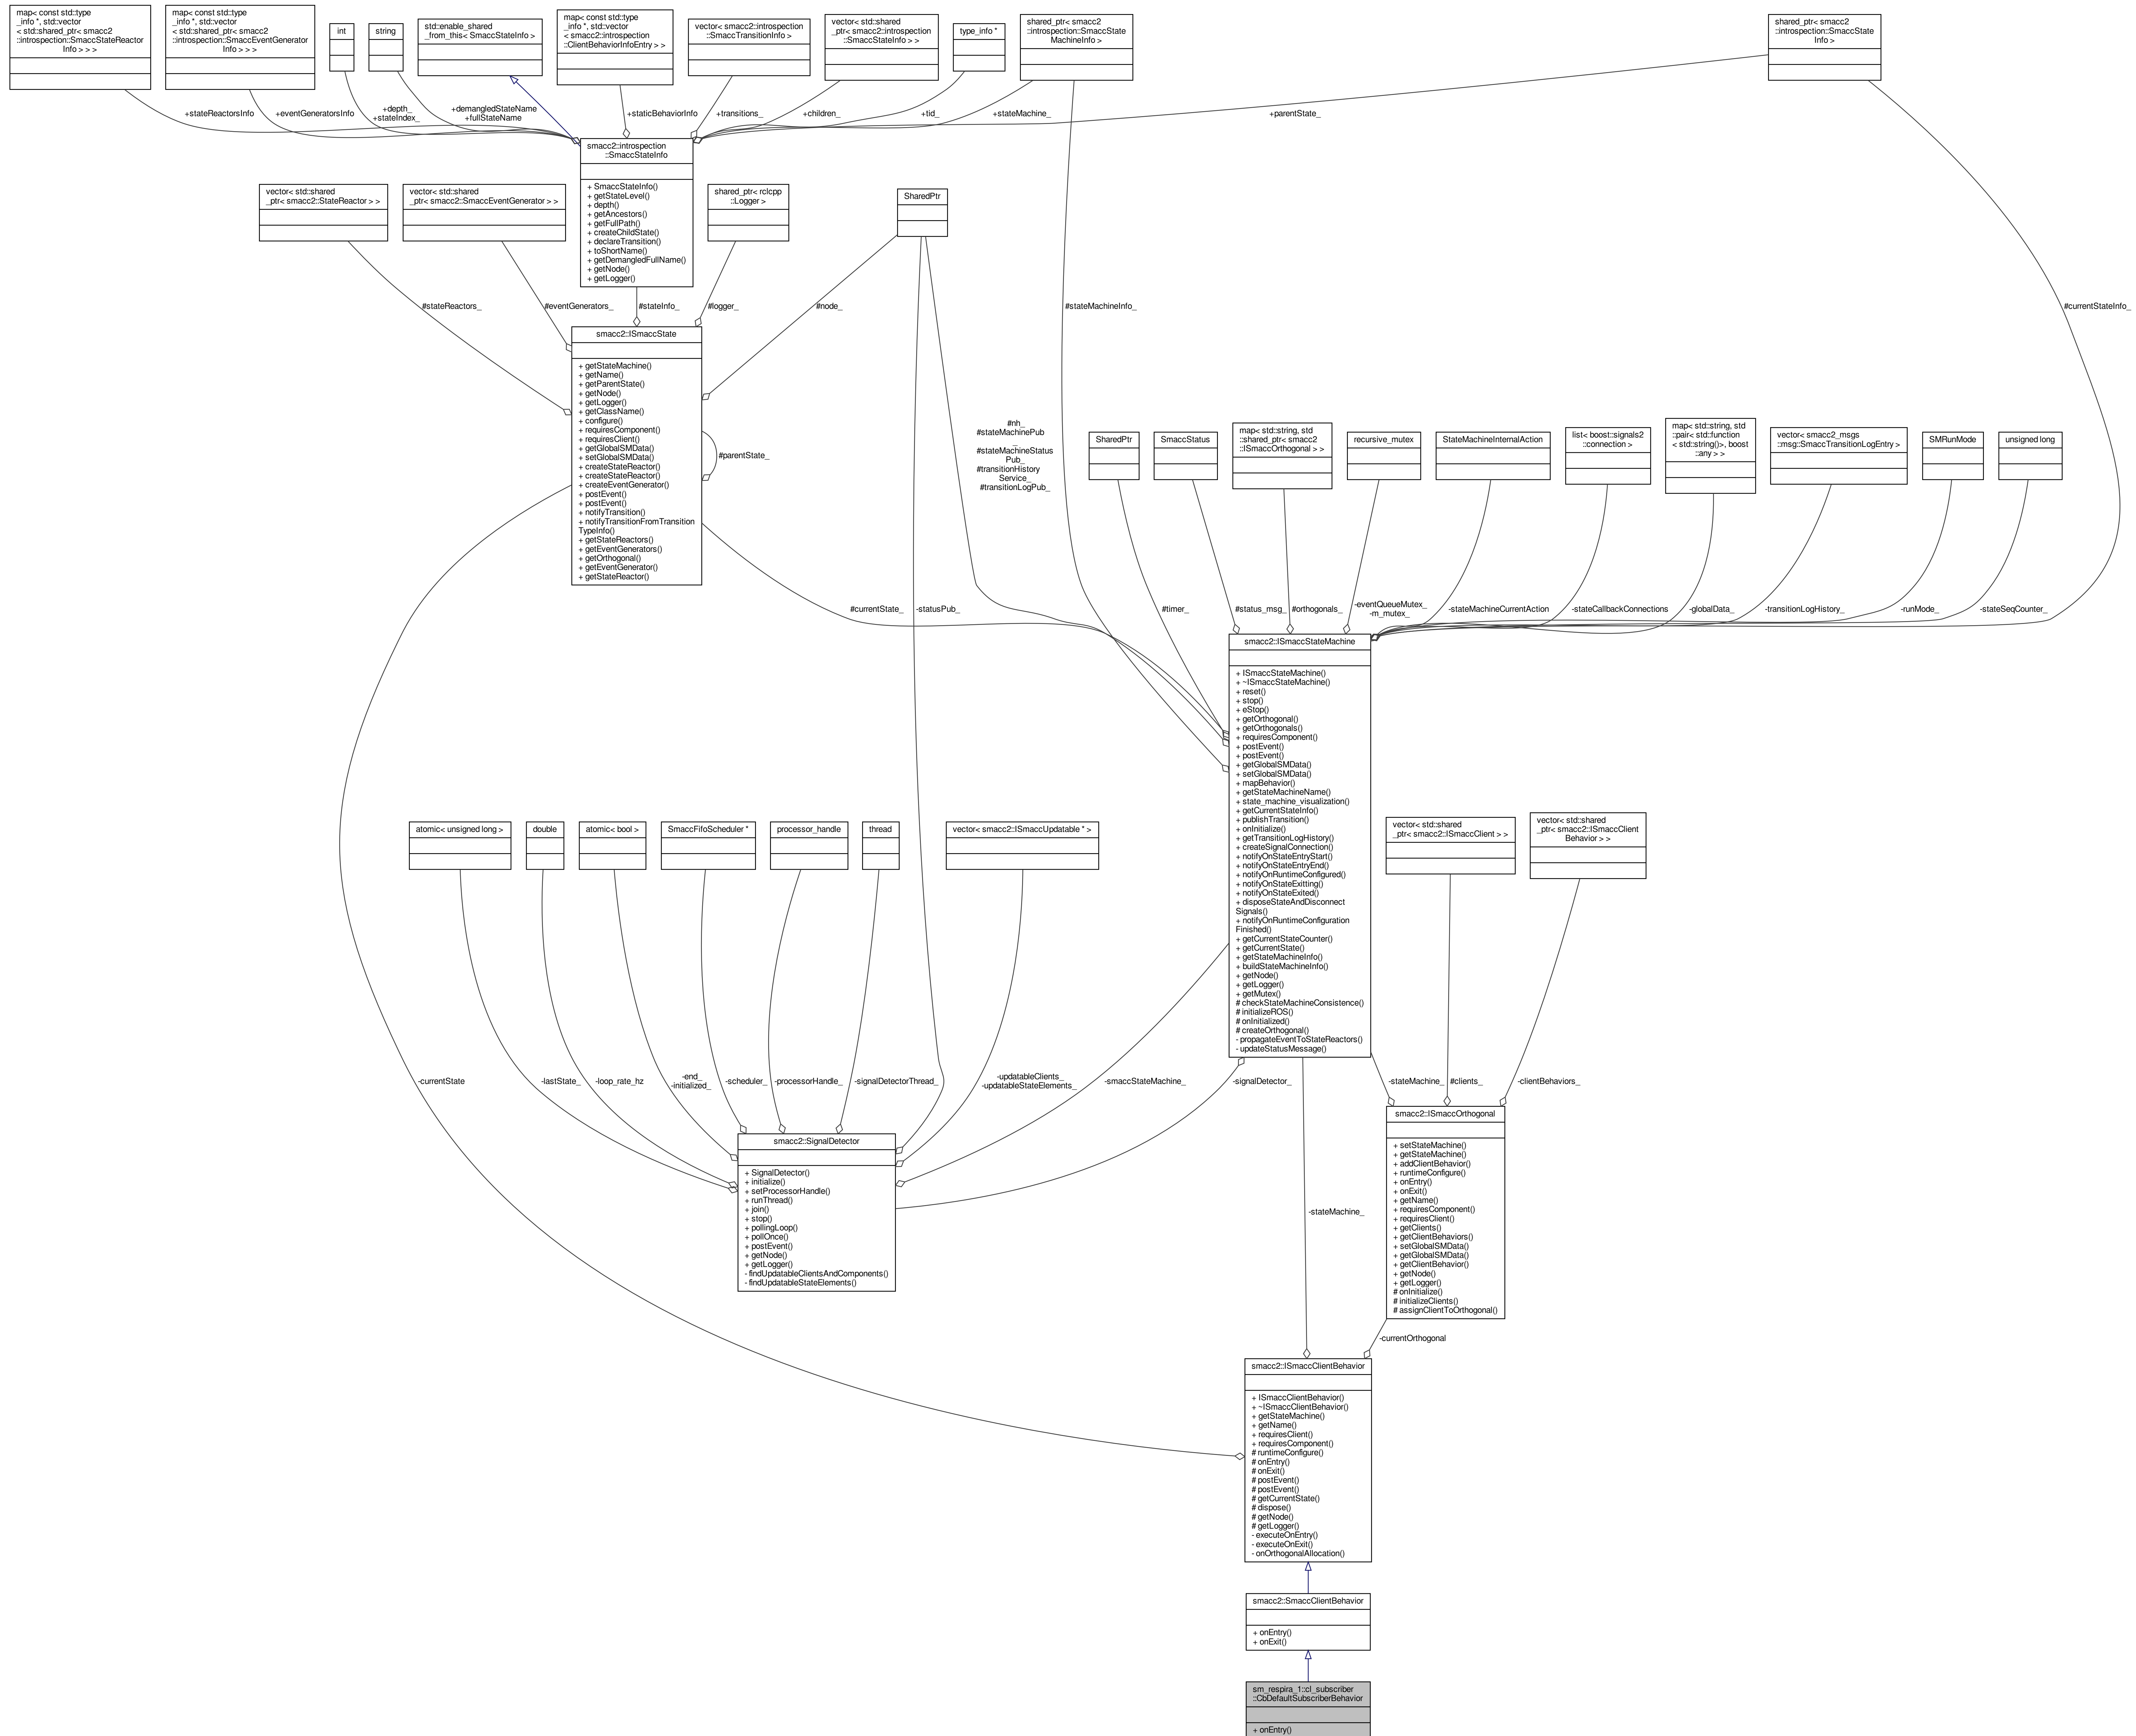 map< const std::type
_info *, std::vector
< std::shared_ptr< smacc2
::introspection::SmaccStateReactor
Info > > >
map< const std::type
_info *, std::vector
< std::shared_ptr< smacc2
::introspection::SmaccEventGenerator
Info > > >
int
string
std::enable_shared
_from_this< SmaccStateInfo >
map< const std::type
_info *, std::vector
< smacc2::introspection
::ClientBehaviorInfoEntry > >
vector< smacc2::introspection
::SmaccTransitionInfo >
vector< std::shared
_ptr< smacc2::introspection
::SmaccStateInfo > >
type_info *
shared_ptr< smacc2
::introspection::SmaccState
MachineInfo >
shared_ptr< smacc2
::introspection::SmaccState
Info >
+stateReactorsInfo
+eventGeneratorsInfo
+depth_
+stateIndex_
+demangledStateName
+fullStateName
+staticBehaviorInfo
+transitions_
+children_
+tid_
+stateMachine_
+parentState_
smacc2::introspection
::SmaccStateInfo
+ SmaccStateInfo()
+ getStateLevel()
+ depth()
+ getAncestors()
+ getFullPath()
+ createChildState()
+ declareTransition()
+ toShortName()
+ getDemangledFullName()
+ getNode()
+ getLogger()
vector< std::shared
_ptr< smacc2::StateReactor > >
vector< std::shared
_ptr< smacc2::SmaccEventGenerator > >
shared_ptr< rclcpp
::Logger >
SharedPtr
#stateReactors_
#eventGenerators_
#stateInfo_
#logger_
#node_
#stateMachineInfo_
#currentStateInfo_
smacc2::ISmaccState
+ getStateMachine()
+ getName()
+ getParentState()
+ getNode()
+ getLogger()
+ getClassName()
+ configure()
+ requiresComponent()
+ requiresClient()
+ getGlobalSMData()
+ setGlobalSMData()
+ createStateReactor()
+ createStateReactor()
+ createEventGenerator()
+ postEvent()
+ postEvent()
+ notifyTransition()
+ notifyTransitionFromTransition
TypeInfo()
+ getStateReactors()
+ getEventGenerators()
+ getOrthogonal()
+ getEventGenerator()
+ getStateReactor()
#parentState_
#nh_
#stateMachinePub
_
#stateMachineStatus
Pub_
#transitionHistory
Service_
#transitionLogPub_
SharedPtr
SmaccStatus
map< std::string, std
::shared_ptr< smacc2
::ISmaccOrthogonal > >
recursive_mutex
StateMachineInternalAction
list< boost::signals2
::connection >
map< std::string, std
::pair< std::function
< std::string()>, boost
::any > >
vector< smacc2_msgs
::msg::SmaccTransitionLogEntry >
SMRunMode
unsigned long
#currentState_
-statusPub_
#timer_
#status_msg_
#orthogonals_
-eventQueueMutex_
-m_mutex_
-stateMachineCurrentAction
-stateCallbackConnections
-globalData_
-transitionLogHistory_
-runMode_
-stateSeqCounter_
smacc2::ISmaccStateMachine
+ ISmaccStateMachine()
+ ~ISmaccStateMachine()
+ reset()
+ stop()
+ eStop()
+ getOrthogonal()
+ getOrthogonals()
+ requiresComponent()
+ postEvent()
+ postEvent()
+ getGlobalSMData()
+ setGlobalSMData()
+ mapBehavior()
+ getStateMachineName()
+ state_machine_visualization()
+ getCurrentStateInfo()
+ publishTransition()
+ onInitialize()
+ getTransitionLogHistory()
+ createSignalConnection()
+ notifyOnStateEntryStart()
+ notifyOnStateEntryEnd()
+ notifyOnRuntimeConfigured()
+ notifyOnStateExitting()
+ notifyOnStateExited()
+ disposeStateAndDisconnect
Signals()
+ notifyOnRuntimeConfiguration
Finished()
+ getCurrentStateCounter()
+ getCurrentState()
+ getStateMachineInfo()
+ buildStateMachineInfo()
+ getNode()
+ getLogger()
+ getMutex()
# checkStateMachineConsistence()
# initializeROS()
# onInitialized()
# createOrthogonal()
- propagateEventToStateReactors()
- updateStatusMessage()
atomic< unsigned long >
double
atomic< bool >
SmaccFifoScheduler *
processor_handle
thread
vector< smacc2::ISmaccUpdatable * >
vector< std::shared
_ptr< smacc2::ISmaccClient > >
vector< std::shared
_ptr< smacc2::ISmaccClient
Behavior > >
-currentState
-lastState_
-loop_rate_hz
-end_
-initialized_
-scheduler_
-processorHandle_
-signalDetectorThread_
-updatableClients_
-updatableStateElements_
-smaccStateMachine_
-signalDetector_
-stateMachine_
#clients_
-clientBehaviors_
smacc2::SignalDetector
+ SignalDetector()
+ initialize()
+ setProcessorHandle()
+ runThread()
+ join()
+ stop()
+ pollingLoop()
+ pollOnce()
+ postEvent()
+ getNode()
+ getLogger()
- findUpdatableClientsAndComponents()
- findUpdatableStateElements()
smacc2::ISmaccOrthogonal
+ setStateMachine()
+ getStateMachine()
+ addClientBehavior()
+ runtimeConfigure()
+ onEntry()
+ onExit()
+ getName()
+ requiresComponent()
+ requiresClient()
+ getClients()
+ getClientBehaviors()
+ setGlobalSMData()
+ getGlobalSMData()
+ getClientBehavior()
+ getNode()
+ getLogger()
# onInitialize()
# initializeClients()
# assignClientToOrthogonal()
-stateMachine_
-currentOrthogonal
smacc2::ISmaccClientBehavior
+ ISmaccClientBehavior()
+ ~ISmaccClientBehavior()
+ getStateMachine()
+ getName()
+ requiresClient()
+ requiresComponent()
# runtimeConfigure()
# onEntry()
# onExit()
# postEvent()
# postEvent()
# getCurrentState()
# dispose()
# getNode()
# getLogger()
- executeOnEntry()
- executeOnExit()
- onOrthogonalAllocation()
smacc2::SmaccClientBehavior
+ onEntry()
+ onExit()
sm_respira_1::cl_subscriber
::CbDefaultSubscriberBehavior
+ onEntry()